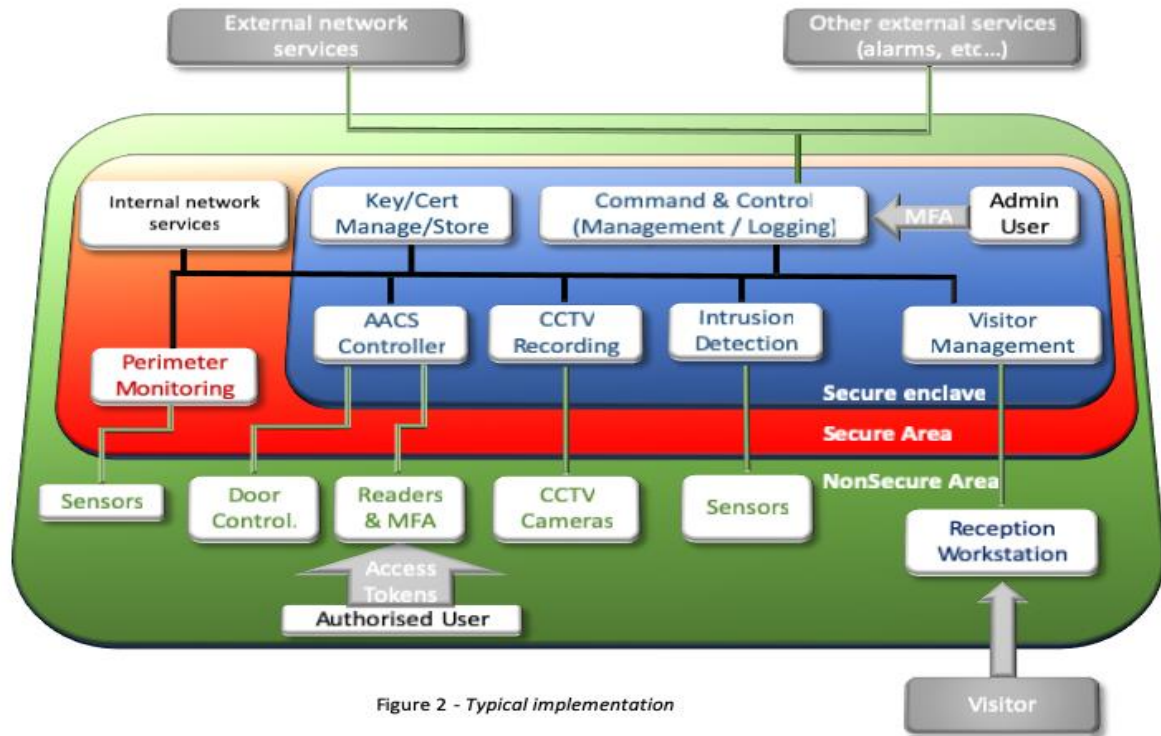 External network
services
Other external services
(alarms, etc...)
Internal network
services
Key/Cert
Manage/Store
Command & Control
(Management / Logging)
MFA
Admin
User
AACS
Controller
CCTV
Recording
Intrusion
Detection
Visitor
Management
Perimeter
Monitoring
Secure enclave
Secure Area
NonSecure Area
Sensors
Door
Control.
Readers
& MFA
CCTV
Cameras
Sensors
Reception
Workstation
Access
Tokens
Authorised User
Visitor
Figure 2 - Typical implementation